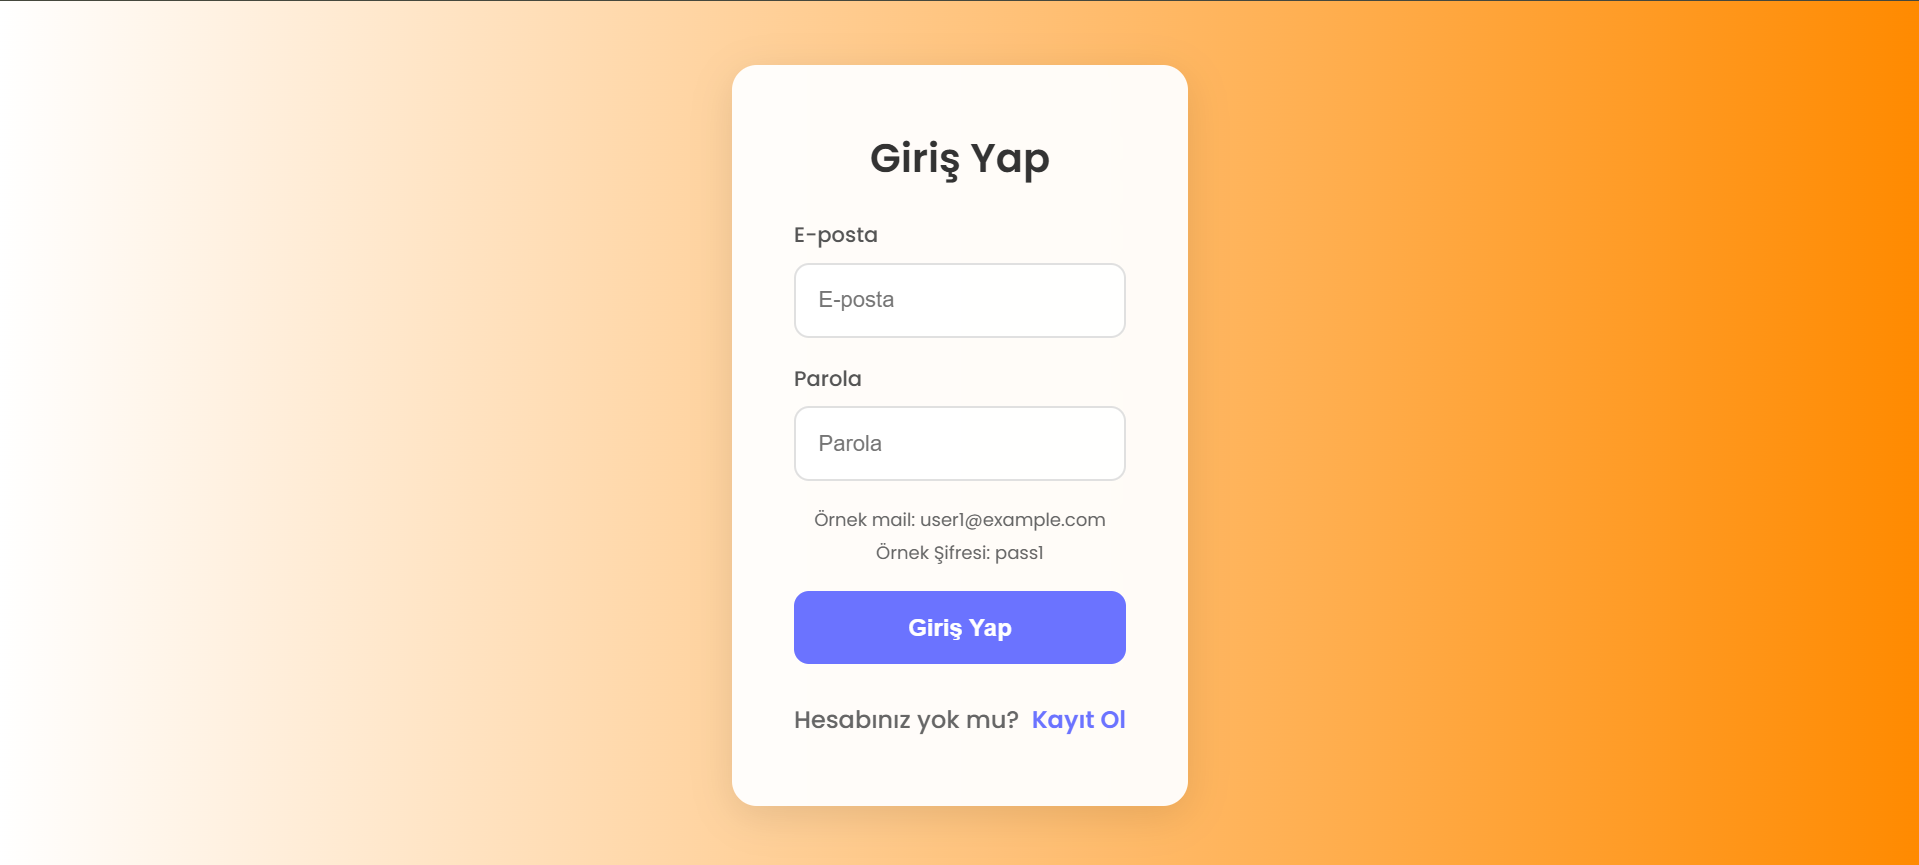 Giriş Yap
E-posta
E-posta
Parola
Parola
Örnek mail: user1@example.com
Örnek Şifresi: pass1
Giriş Yap
Hesabınız yok mu? Kayıt Ol